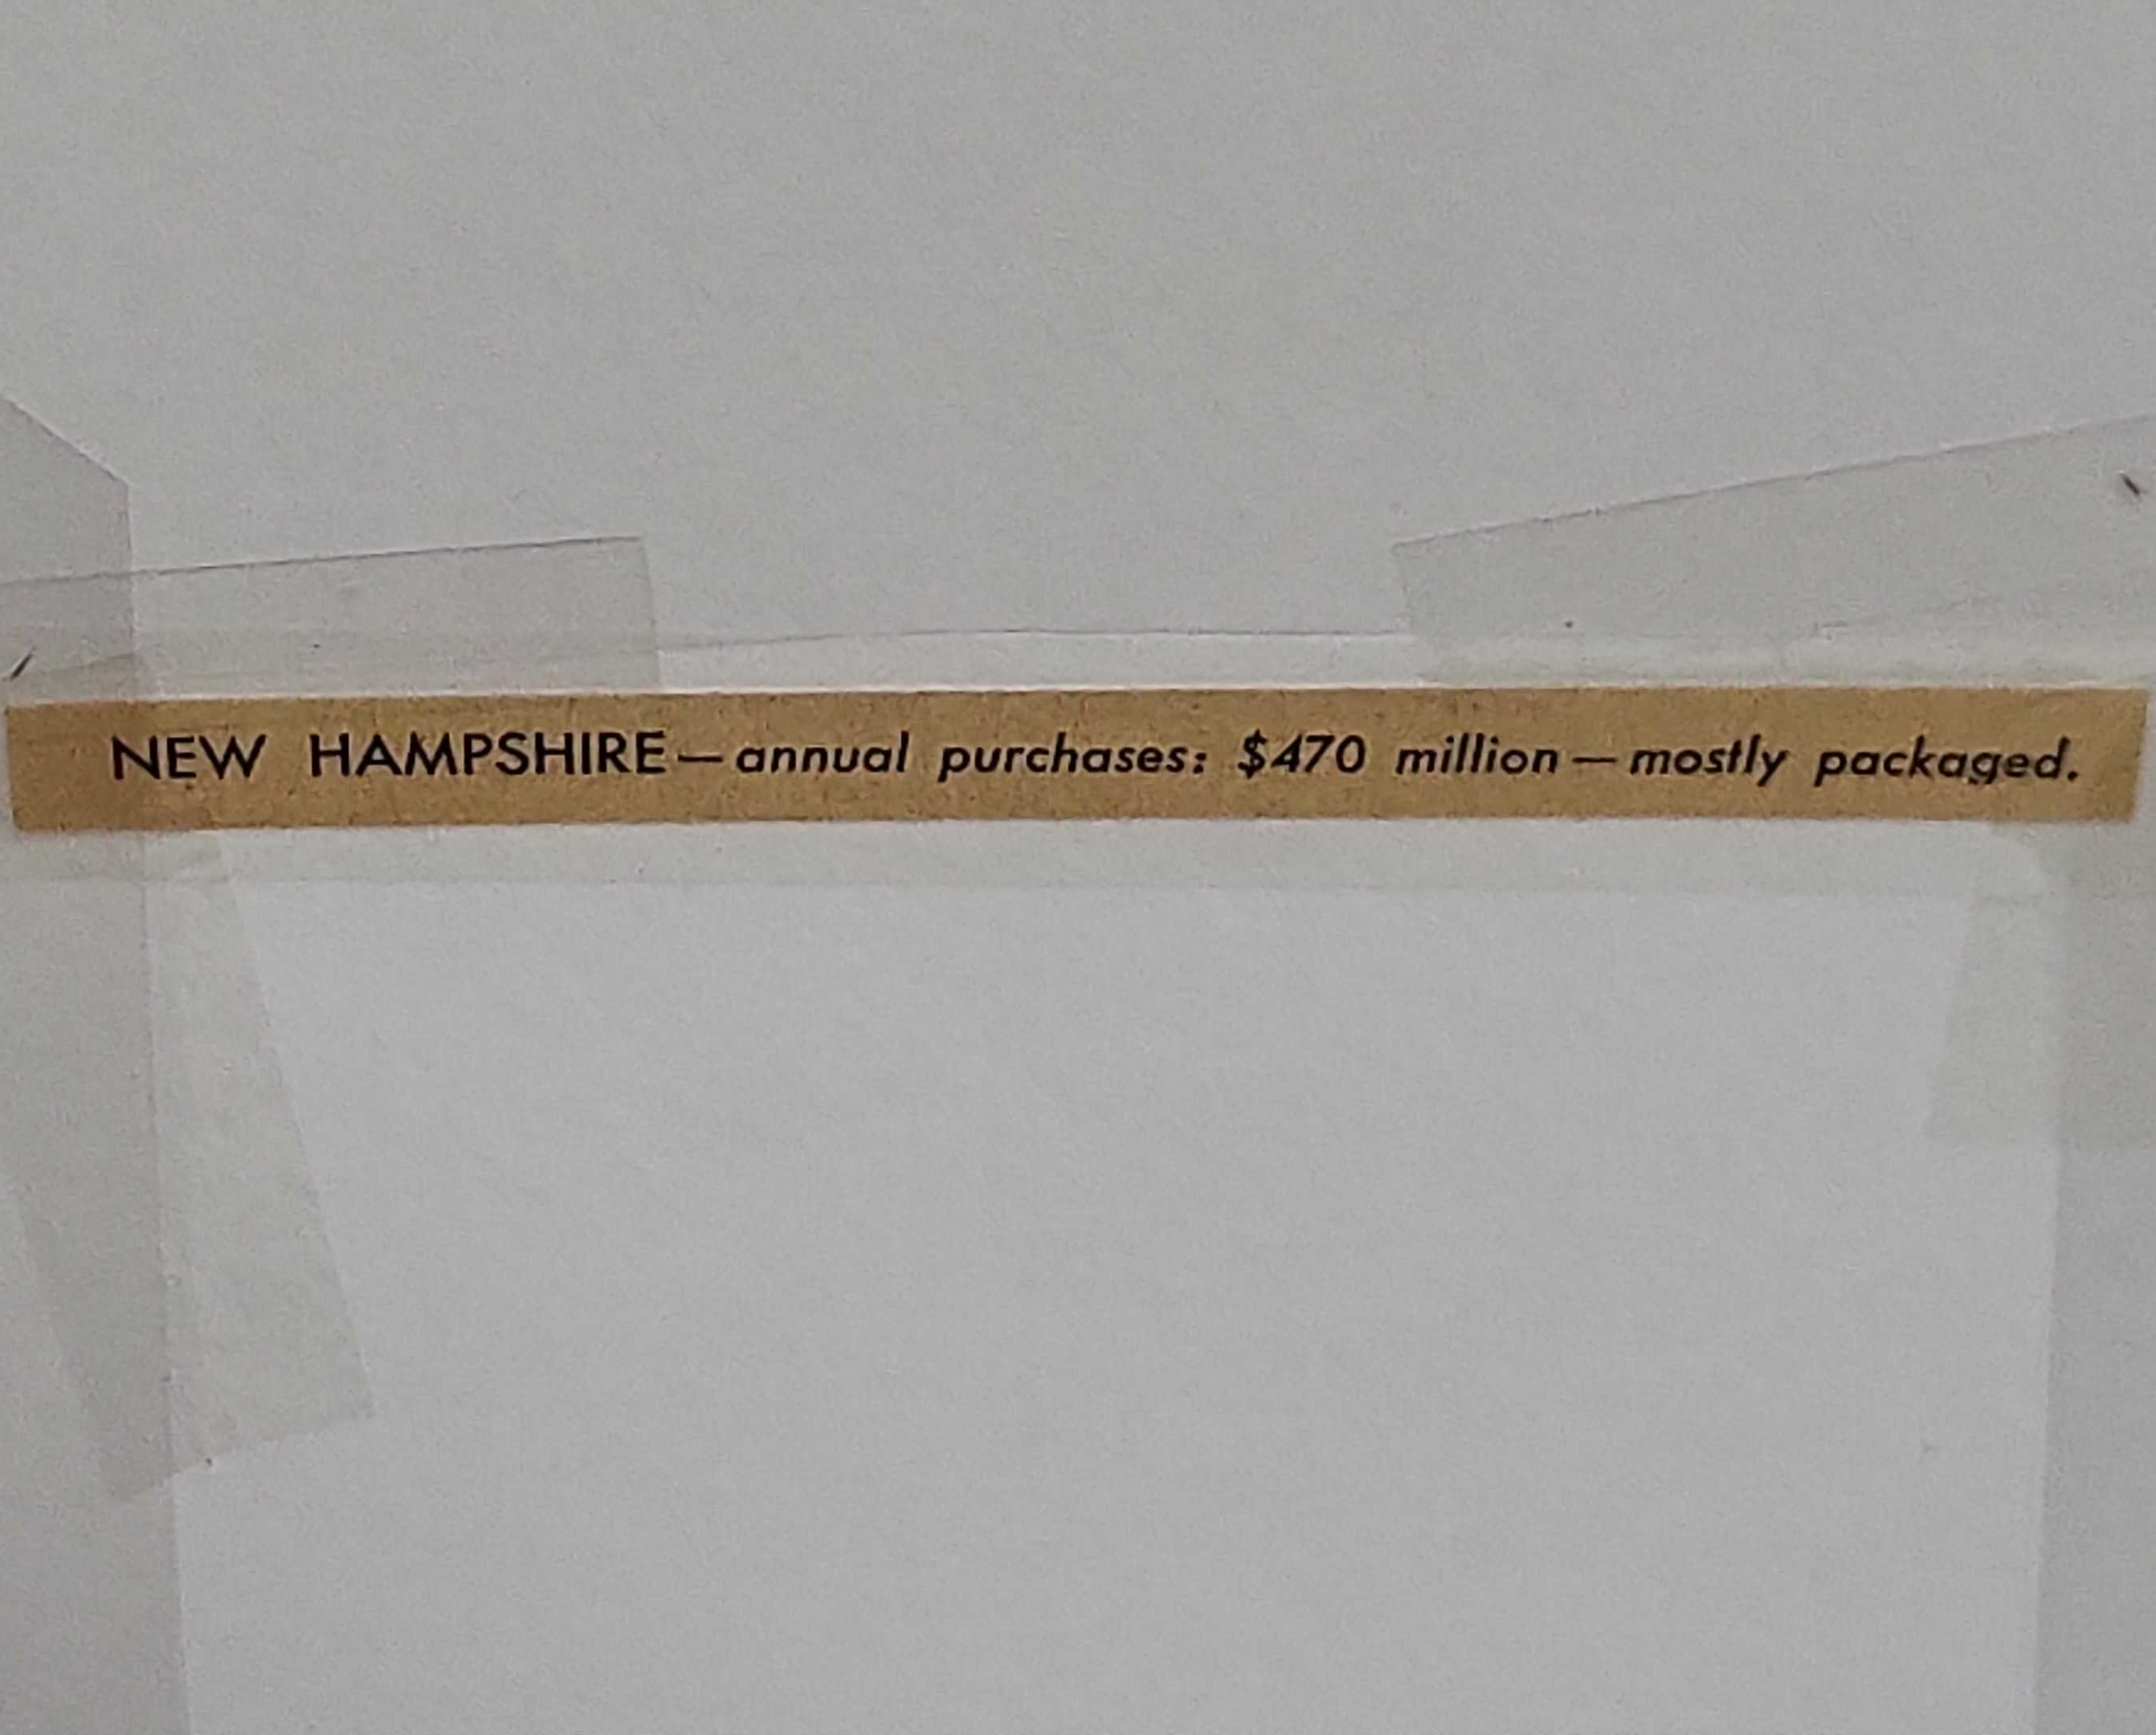 NEW HAMPSHIRE—annual purchases: $470 million—mostly packaged.